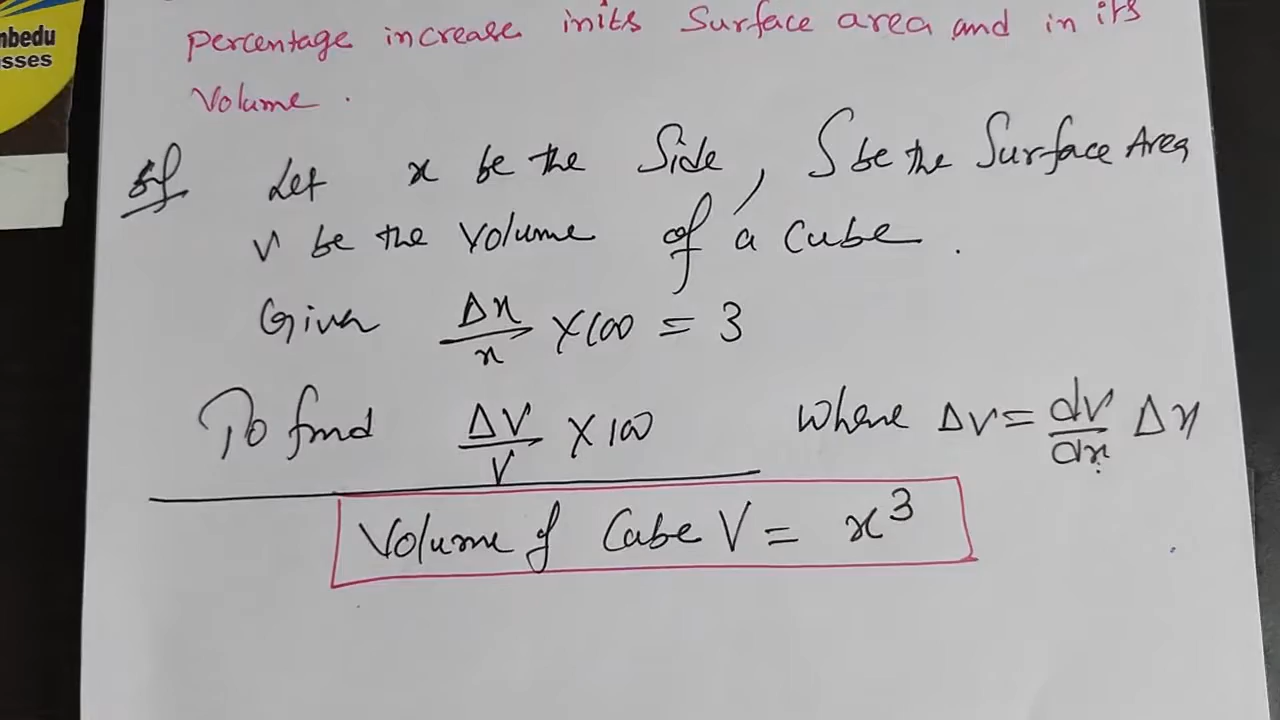 nbedu
sses
Percentage increase in its Surface area and in its
Volume.
Sol Let x be the Side, S be the Surface Area
V be the Volume of a Cube.
Given Δx/x ×100 = 3
To find ΔV/V ×100 where ΔV = dV/dx Δx
Volume of Cube V = x³